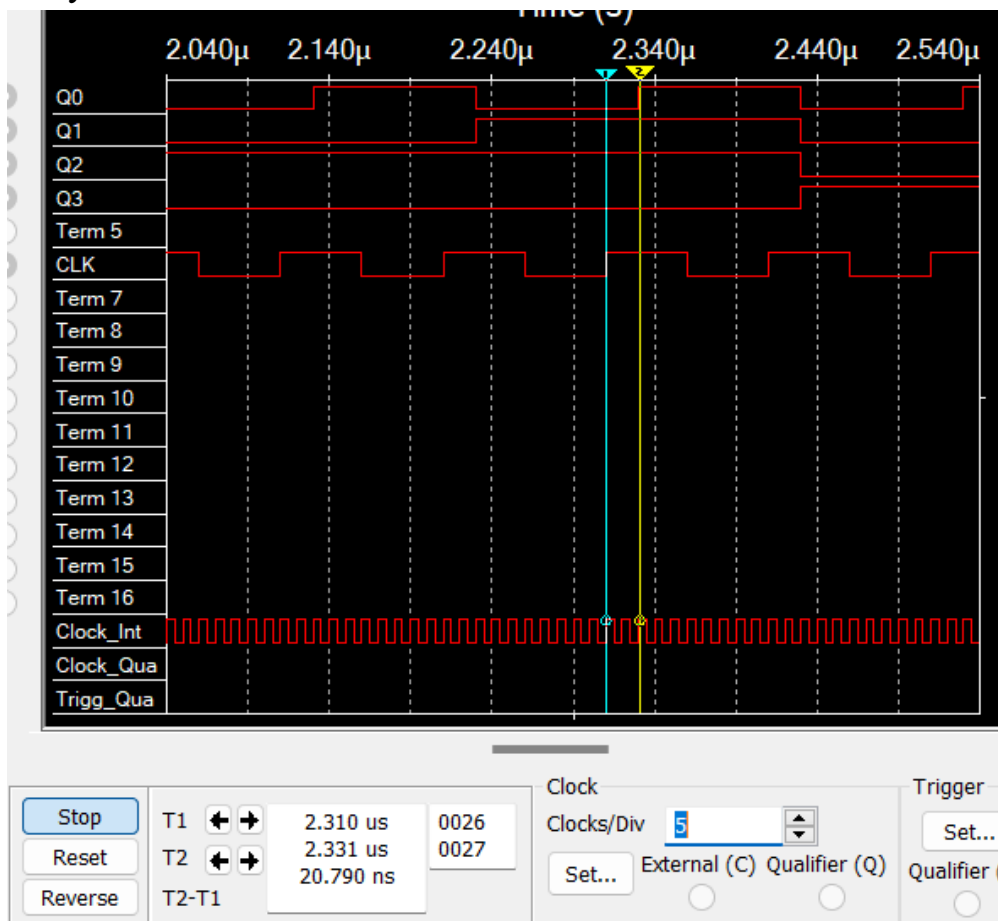 Time (s)
2.040µ 2.140µ 2.240µ 2.340µ 2.440µ 2.540µ
1 2
Q0
Q1
Q2
Q3
Term 5
CLK
Term 7
Term 8
Term 9
Term 10
Term 11
Term 12
Term 13
Term 14
Term 15
Term 16
Clock_Int
Clock_Qua
Trigg_Qua
Stop
Reset
Reverse
T1 2.310 us 0026
T2 2.331 us 0027
T2-T1 20.790 ns
Clock
Clocks/Div 5
Set... External (C) Qualifier (Q)
Trigger
Set...
Qualifier (